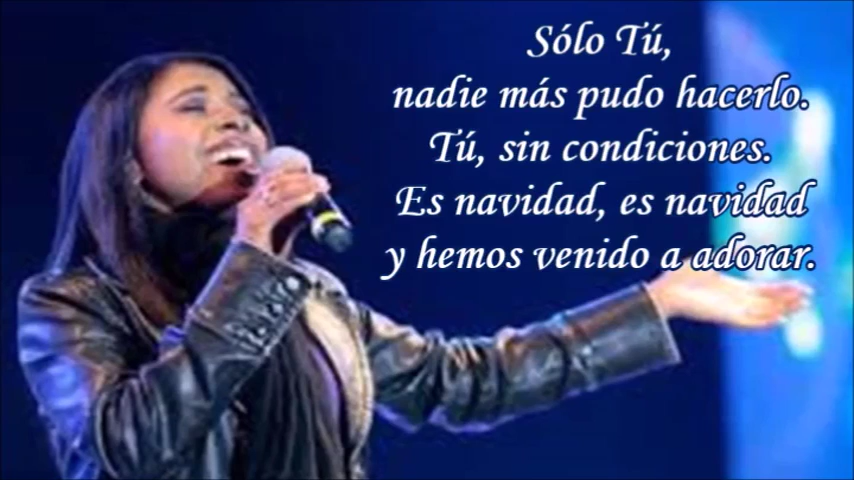 Sólo Tú,
nadie más pudo hacerlo.
Tú, sin condiciones.
Es navidad, es navidad
y hemos venido a adorar.